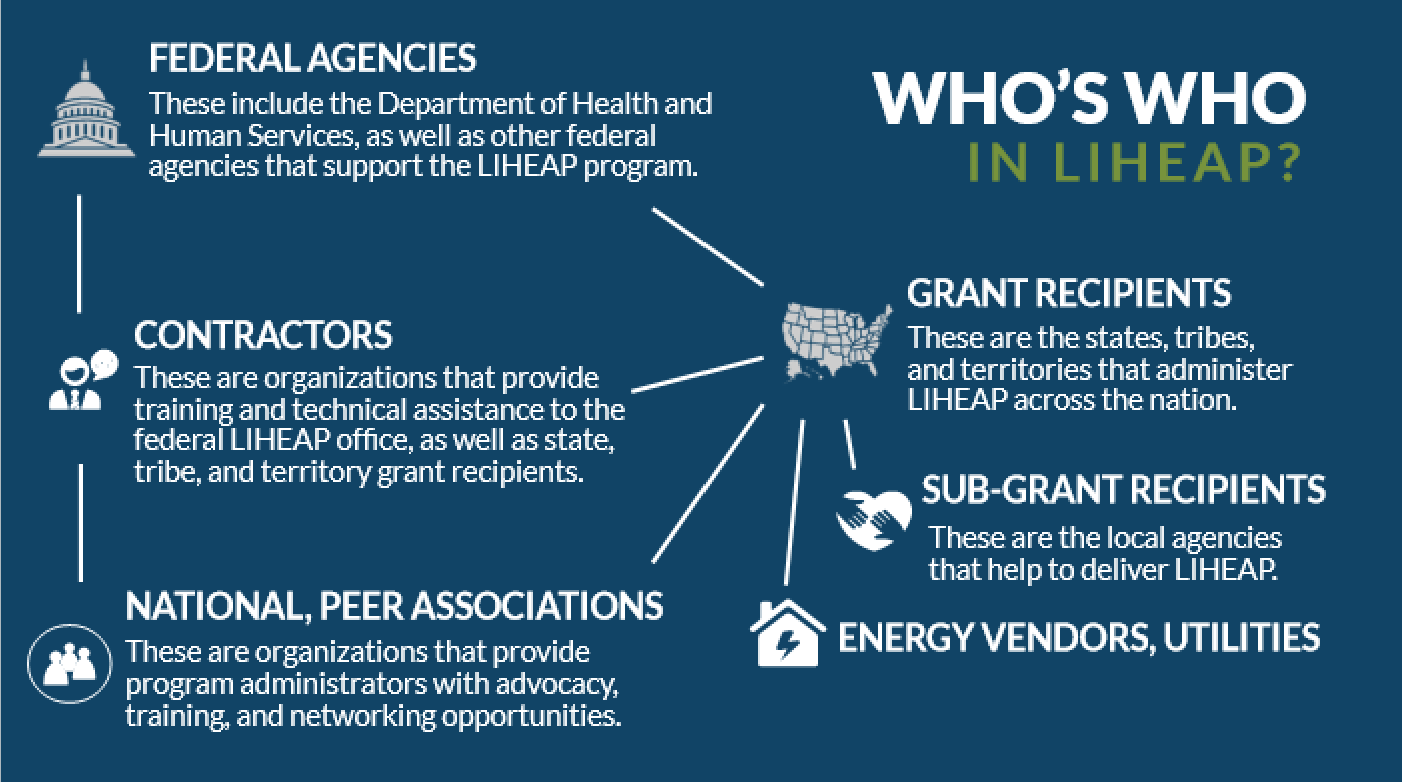 FEDERAL AGENCIES
These include the Department of Health and
Human Services, as well as other federal
agencies that support the LIHEAP program.
WHO'S WHO
IN LIHEAP?
CONTRACTORS
These are organizations that provide
training and technical assistance to the
federal LIHEAP office, as well as state,
tribe, and territory grant recipients.
GRANT RECIPIENTS
These are the states, tribes,
and territories that administer
LIHEAP across the nation.
SUB-GRANT RECIPIENTS
These are the local agencies
that help to deliver LIHEAP.
NATIONAL, PEER ASSOCIATIONS
These are organizations that provide
program administrators with advocacy,
training, and networking opportunities.
ENERGY VENDORS, UTILITIES